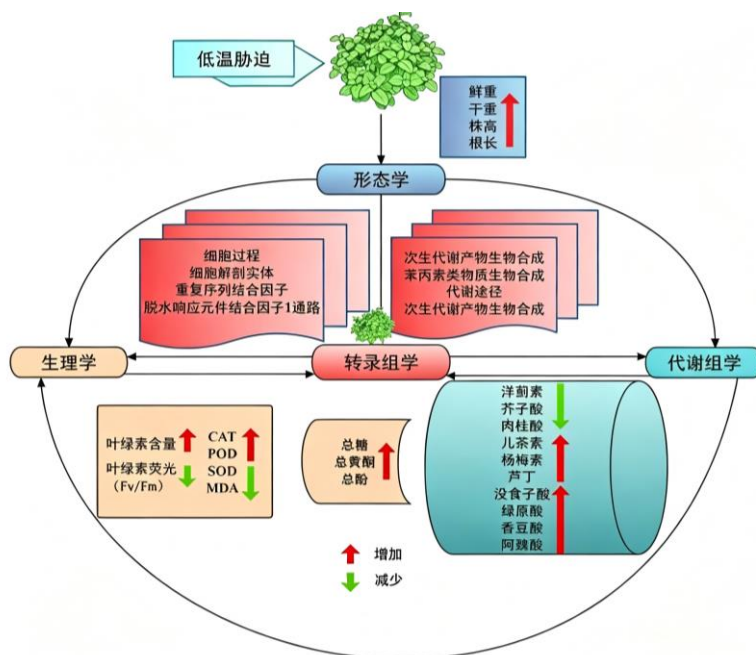 低温胁迫
鲜重
干重
株高
根长
形态学
细胞过程
细胞解剖实体
重复序列结合因子
脱水响应元件结合因子1通路
次生代谢产物生物合成
苯丙素类物质生物合成
代谢途径
次生代谢产物生物合成
生理学
转录组学
代谢组学
叶绿素含量
叶绿素荧光
（Fv/Fm）
CAT
POD
SOD
MDA
总糖
总黄酮
总酚
洋蓟素
芥子酸
肉桂酸
儿茶素
杨梅素
芦丁
没食子酸
绿原酸
香豆酸
阿魏酸
增加
减少